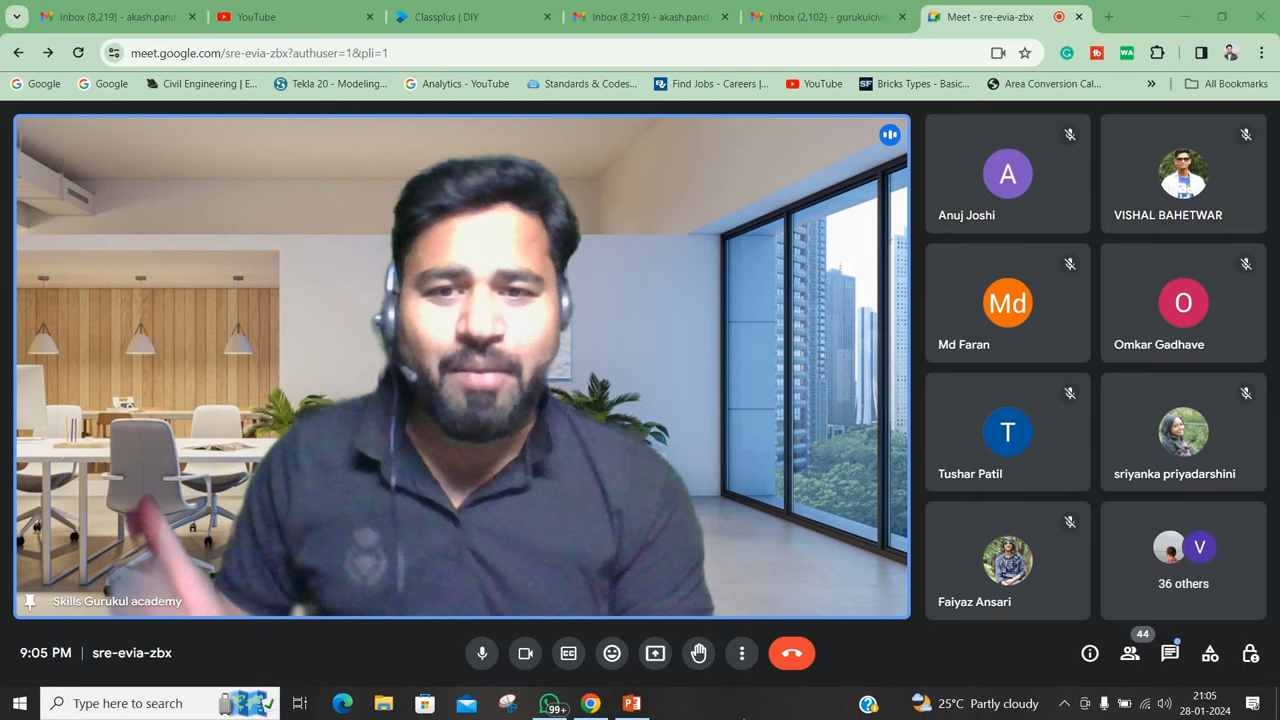 Inbox (8,219) - akash.pand
YouTube
Classplus | DIY
Inbox (8,219) - akash.pand
Inbox (2,102) - gurukulcivi
Meet - sre-evia-zbx
meet.google.com/sre-evia-zbx?authuser=1&pli=1
Google
Google
Civil Engineering | E...
Tekla 20 - Modeling...
Analytics - YouTube
Standards & Codes...
Find Jobs - Careers |...
YouTube
Bricks Types - Basic...
Area Conversion Cal...
All Bookmarks
A
Anuj Joshi
VISHAL BAHETWAR
Md
Md Faran
O
Omkar Gadhave
T
Tushar Patil
sriyanka priyadarshini
Faiyaz Ansari
V
36 others
Skills Gurukul academy
9:05 PM
sre-evia-zbx
44
Type here to search
99+
25°C Partly cloudy
21:05
28-01-2024